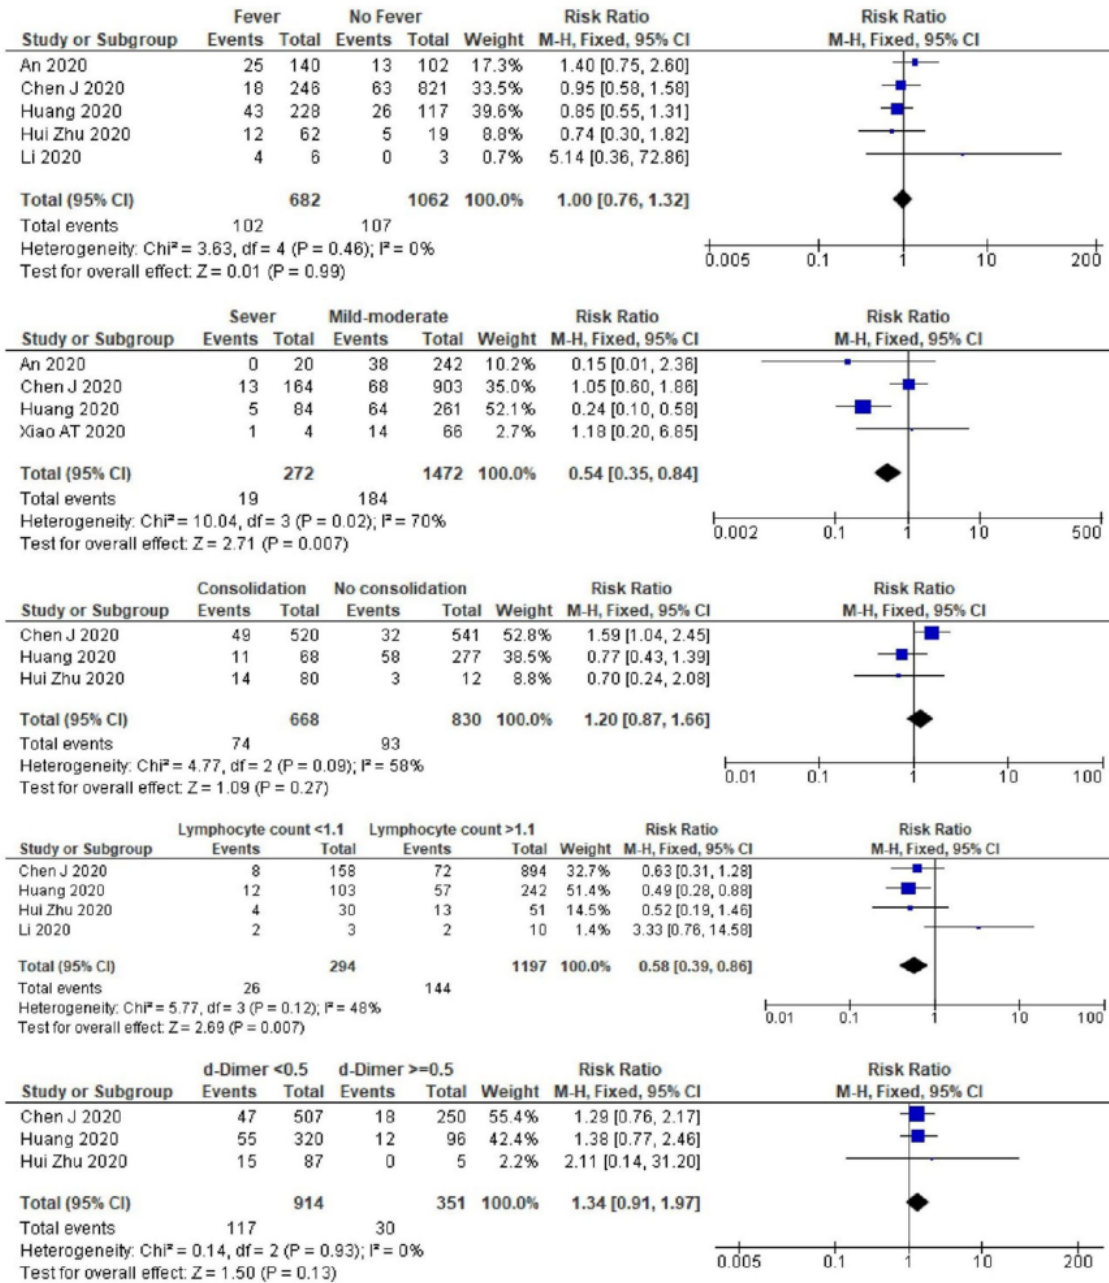 Fever No Fever Risk Ratio Risk Ratio
Study or Subgroup Events Total Events Total Weight M-H, Fixed, 95% CI M-H, Fixed, 95% CI
An 2020 25 140 13 102 17.3% 1.40 [0.75, 2.60]
Chen J 2020 18 246 63 821 33.5% 0.95 [0.58, 1.58]
Huang 2020 43 228 26 117 39.6% 0.85 [0.55, 1.31]
Hui Zhu 2020 12 62 5 19 8.8% 0.74 [0.30, 1.82]
Li 2020 4 6 0 3 0.7% 5.14 [0.36, 72.86]
Total (95% CI) 682 1062 100.0% 1.00 [0.76, 1.32]
Total events 102 107
Heterogeneity: Chi² = 3.63, df = 4 (P = 0.46); I² = 0%
Test for overall effect: Z = 0.01 (P = 0.99)
0.005 0.1 1 10 200
Sever Mild-moderate Risk Ratio Risk Ratio
Study or Subgroup Events Total Events Total Weight M-H, Fixed, 95% CI M-H, Fixed, 95% CI
An 2020 0 20 38 242 10.2% 0.15 [0.01, 2.36]
Chen J 2020 13 164 68 903 35.0% 1.05 [0.60, 1.86]
Huang 2020 5 84 64 261 52.1% 0.24 [0.10, 0.58]
Xiao AT 2020 1 4 14 66 2.7% 1.18 [0.20, 6.85]
Total (95% CI) 272 1472 100.0% 0.54 [0.35, 0.84]
Total events 19 184
Heterogeneity: Chi² = 10.04, df = 3 (P = 0.02); I² = 70%
Test for overall effect: Z = 2.71 (P = 0.007)
0.002 0.1 1 10 500
Consolidation No consolidation Risk Ratio Risk Ratio
Study or Subgroup Events Total Events Total Weight M-H, Fixed, 95% CI M-H, Fixed, 95% CI
Chen J 2020 49 520 32 541 52.8% 1.59 [1.04, 2.45]
Huang 2020 11 68 58 277 38.5% 0.77 [0.43, 1.39]
Hui Zhu 2020 14 80 3 12 8.8% 0.70 [0.24, 2.08]
Total (95% CI) 668 830 100.0% 1.20 [0.87, 1.66]
Total events 74 93
Heterogeneity: Chi² = 4.77, df = 2 (P = 0.09); I² = 58%
Test for overall effect: Z = 1.09 (P = 0.27)
0.01 0.1 1 10 100
Lymphocyte count <1.1 Lymphocyte count >1.1 Risk Ratio Risk Ratio
Study or Subgroup Events Total Events Total Weight M-H, Fixed, 95% CI M-H, Fixed, 95% CI
Chen J 2020 8 158 72 894 32.7% 0.63 [0.31, 1.28]
Huang 2020 12 103 57 242 51.4% 0.49 [0.28, 0.88]
Hui Zhu 2020 4 30 13 51 14.5% 0.52 [0.19, 1.46]
Li 2020 2 3 2 10 1.4% 3.33 [0.76, 14.58]
Total (95% CI) 294 1197 100.0% 0.58 [0.39, 0.86]
Total events 26 144
Heterogeneity: Chi² = 5.77, df = 3 (P = 0.12); I² = 48%
Test for overall effect: Z = 2.69 (P = 0.007)
0.01 0.1 1 10 100
d-Dimer <0.5 d-Dimer >=0.5 Risk Ratio Risk Ratio
Study or Subgroup Events Total Events Total Weight M-H, Fixed, 95% CI M-H, Fixed, 95% CI
Chen J 2020 47 507 18 250 55.4% 1.29 [0.76, 2.17]
Huang 2020 55 320 12 96 42.4% 1.38 [0.77, 2.46]
Hui Zhu 2020 15 87 0 5 2.2% 2.11 [0.14, 31.20]
Total (95% CI) 914 351 100.0% 1.34 [0.91, 1.97]
Total events 117 30
Heterogeneity: Chi² = 0.14, df = 2 (P = 0.93); I² = 0%
Test for overall effect: Z = 1.50 (P = 0.13)
0.005 0.1 1 10 200